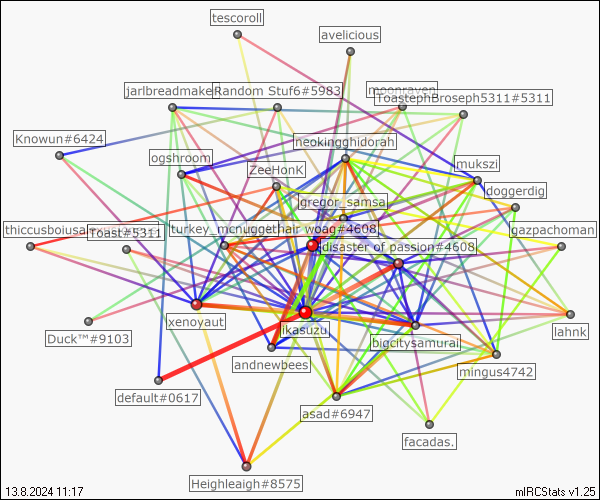 tescoroll
avelicious
jarlbreadmaker
Random Stuf6#5983
moonraven
ToastephBroseph5311#5311
Knowun#6424
neokingghidorah
ogshroom
ZeeHonK
mukszi
doggerdig
gregor_samsa
thiccusboiusa
Toast#5311
turkey_mcnuggethair
woag#4608
disaster of passion#4608
gazpachoman
xenoyaut
ikasuzu
bigcitysamurai
lahnk
Duck™#9103
andnewbees
mingus4742
default#0617
asad#6947
facadas.
Heighleaigh#8575
13.8.2024 11:17
mIRCStats v1.25